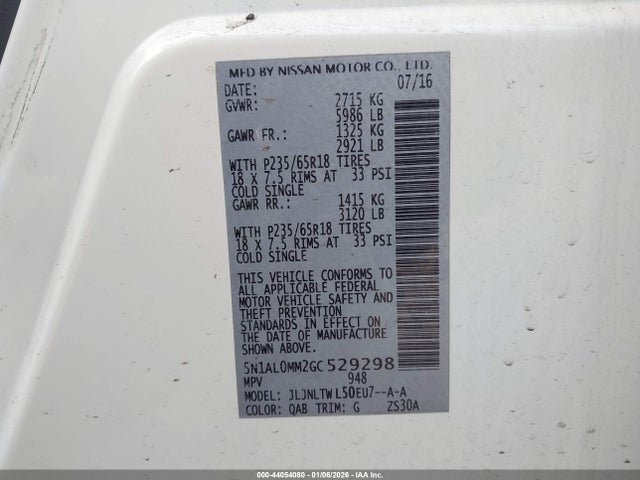 MFD BY NISSAN MOTOR CO., LTD.
DATE: 07/16
GVWR: 2715 KG
5986 LB
GAWR FR.: 1325 KG
2921 LB
WITH P235/65R18 TIRES
18 X 7.5 RIMS AT 33 PSI
COLD SINGLE
GAWR RR.: 1415 KG
3120 LB
WITH P235/65R18 TIRES
18 X 7.5 RIMS AT 33 PSI
COLD SINGLE
THIS VEHICLE CONFORMS TO
ALL APPLICABLE FEDERAL
MOTOR VEHICLE SAFETY AND
THEFT PREVENTION
STANDARDS IN EFFECT ON
THE DATE OF MANUFACTURE
SHOWN ABOVE.
5N1AL0MM2GC529298
MPV 948
MODEL: JLJNLTWL50EU7--A-A
COLOR: QAB TRIM: G ZS30A
000-44054080 - 01/06/2026 - IAAI.COM